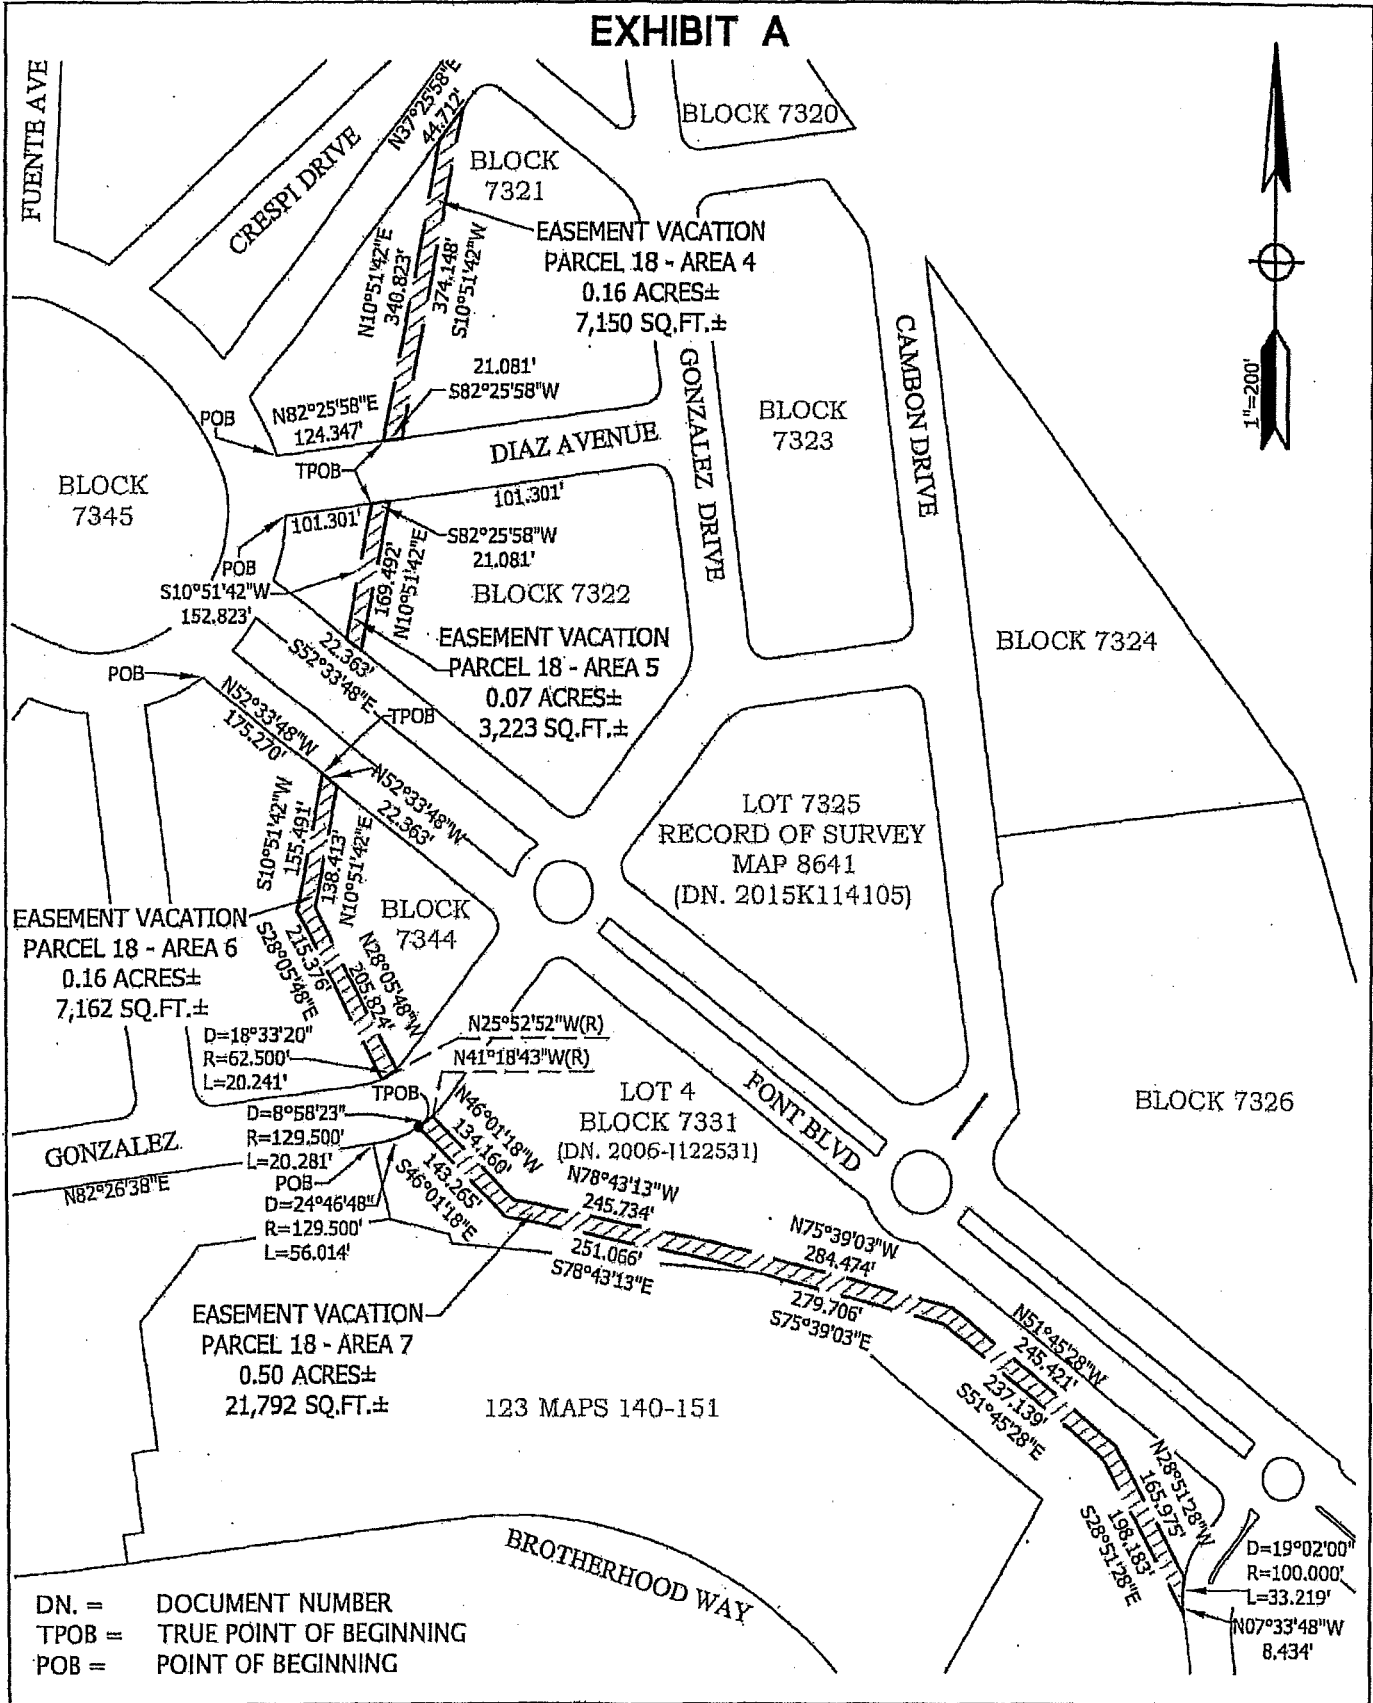 EXHIBIT A
FUENTE AVE
CRESPI DRIVE
N37°25'58"E
44.712'
BLOCK 7320
BLOCK
7321
EASEMENT VACATION
PARCEL 18 - AREA 4
0.16 ACRES±
7,150 SQ.FT.±
N10°51'42"E
340.823'
374.148'
S10°51'42"W
21.081'
S82°25'58"W
1"=200'
POB
N82°25'58"E
124.347'
TPOB
DIAZ AVENUE
GONZALEZ DRIVE
BLOCK
7323
CAMBON DRIVE
BLOCK
7345
101.301'
101.301'
S82°25'58"W
21.081'
POB
S10°51'42"W
152.823'
169.492'
N10°51'42"E
BLOCK 7322
EASEMENT VACATION
PARCEL 18 - AREA 5
0.07 ACRES±
3,223 SQ.FT.±
22.363'
S52°33'48"E
BLOCK 7324
POB
N52°33'48"W
175.270'
TPOB
N52°33'48"W
22.363'
S10°51'42"W
155.491'
138.413'
N10°51'42"E
LOT 7325
RECORD OF SURVEY
MAP 8641
(DN. 2015K114105)
EASEMENT VACATION
PARCEL 18 - AREA 6
0.16 ACRES±
7,162 SQ.FT.±
BLOCK
7344
S28°05'48"E
215.376'
N28°05'48"W
205.824'
D=18°33'20"
R=62.500'
L=20.241'
N25°52'52"W(R)
N41°18'43"W(R)
TPOB
LOT 4
BLOCK 7331
(DN. 2006-I122531)
FONT BLVD
BLOCK 7326
GONZALEZ
N82°26'38"E
D=8°58'23"
R=129.500'
L=20.281'
POB
D=24°46'48"
R=129.500'
L=56.014'
N46°01'18"W
134.160'
143.265'
S46°01'18"E
N78°43'13"W
245.734'
251.066'
S78°43'13"E
N75°39'03"W
284.474'
279.706'
S75°39'03"E
EASEMENT VACATION
PARCEL 18 - AREA 7
0.50 ACRES±
21,792 SQ.FT.±
N51°45'28"W
245.421'
237.139'
S51°45'28"E
123 MAPS 140-151
N28°51'28"W
165.975'
198.183'
S28°51'28"E
D=19°02'00"
R=100.000'
L=33.219'
N07°33'48"W
8.434'
BROTHERHOOD WAY
DN. = DOCUMENT NUMBER
TPOB = TRUE POINT OF BEGINNING
POB = POINT OF BEGINNING